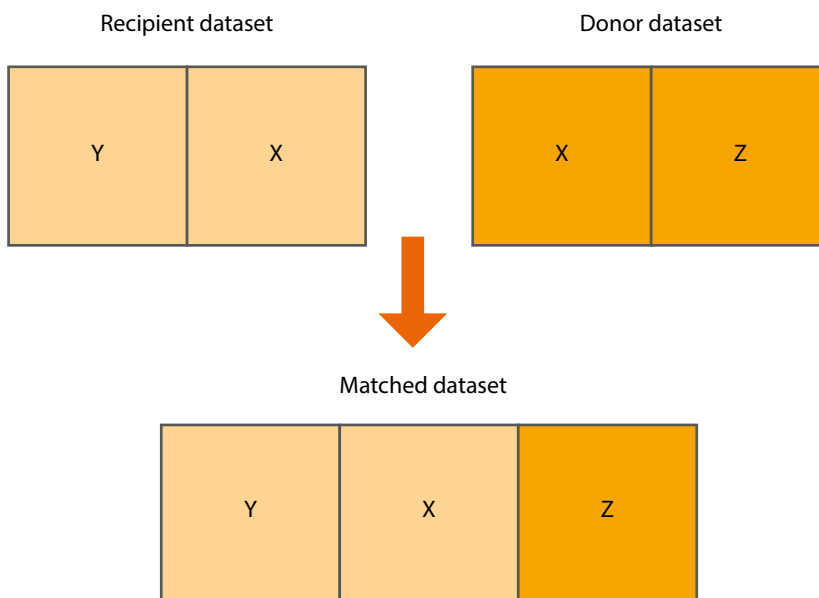 Recipient dataset
Donor dataset
Y
X
X
Z
Matched dataset
Y
X
Z